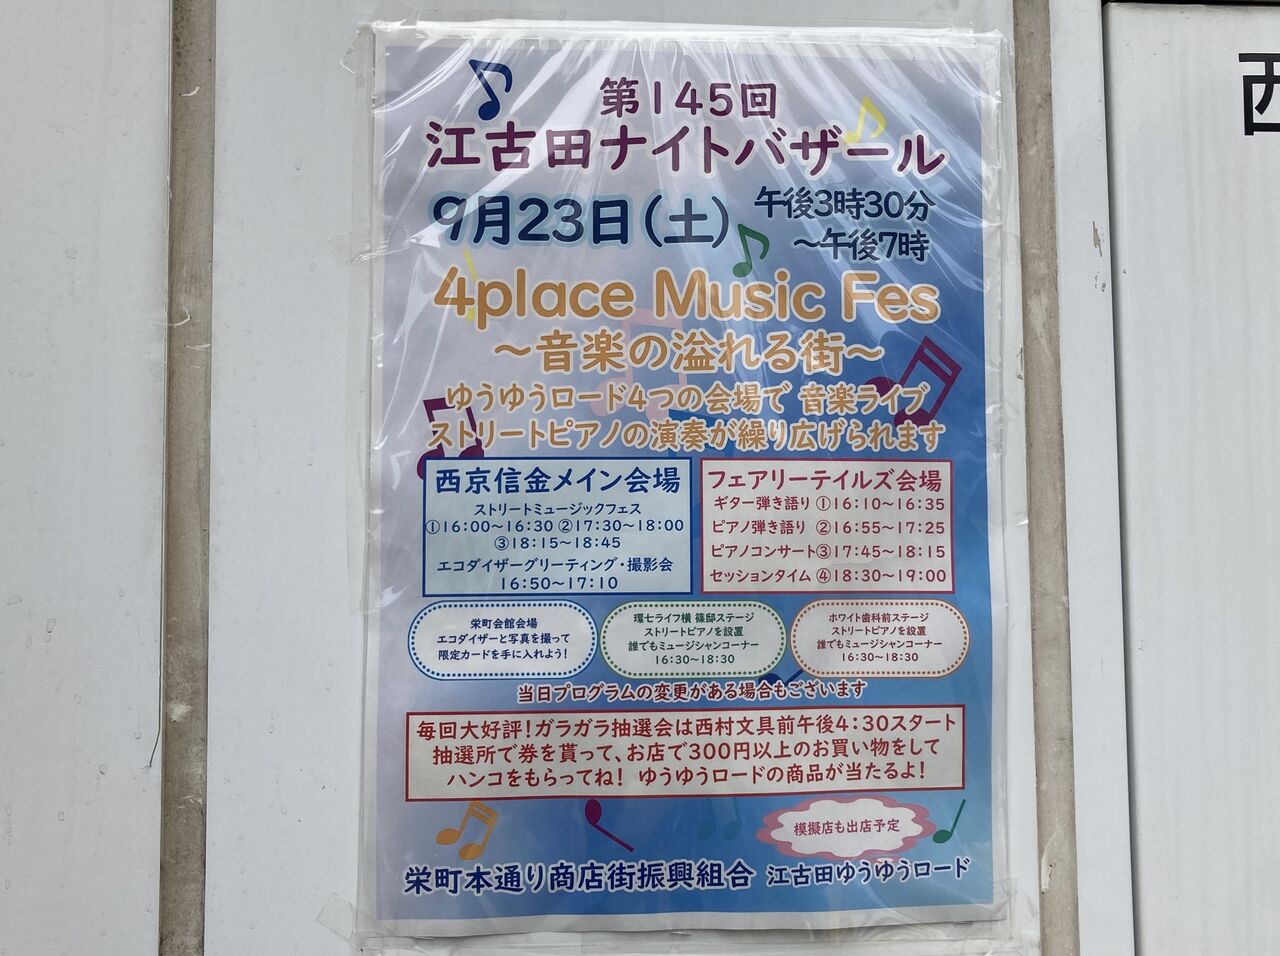 第145回
江古田ナイトバザール
9月23日(土) 午後3時30分
〜午後7時
4place Music Fes
〜音楽の溢れる街〜
ゆうゆうロード4つの会場で 音楽ライブ
ストリートピアノの演奏が繰り広げられます
西京信金メイン会場
ストリートミュージックフェス
①16:00〜16:30 ②17:30〜18:00
③18:15〜18:45
エコダイザーグリーティング・撮影会
16:50〜17:10
フェアリーテイルズ会場
ギター弾き語り ①16:10〜16:35
ピアノ弾き語り ②16:55〜17:25
ピアノコンサート③17:45〜18:15
セッションタイム ④18:30〜19:00
栄町会館会場
エコダイザーと写真を撮って
限定カードを手に入れよう!
環七ライフ横 篠邸ステージ
ストリートピアノを設置
誰でもミュージシャンコーナー
16:30〜18:30
ホワイト歯科前ステージ
ストリートピアノを設置
誰でもミュージシャンコーナー
16:30〜18:30
当日プログラムの変更がある場合もございます
毎回大好評!ガラガラ抽選会は西村文具前午後4:30スタート
抽選所で券を貰って、お店で300円以上のお買い物をして
ハンコをもらってね! ゆうゆうロードの商品が当たるよ!
模擬店も出店予定
栄町本通り商店街振興組合 江古田ゆうゆうロード
西